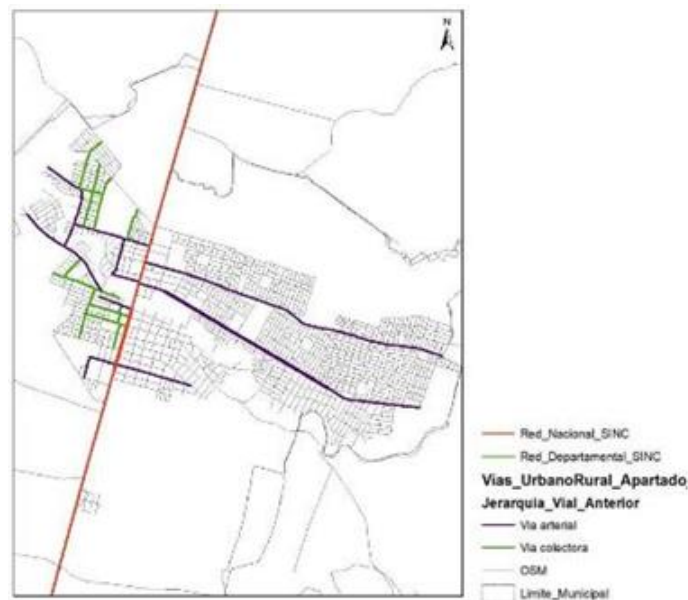 N
Red_Nacional_SINC
Red_Departamental_SINC
Vias_UrbanoRural_Apartado_
Jerarquia_Vial_Anterior
Via arterial
Via colectora
OSM
Limite_Municipal